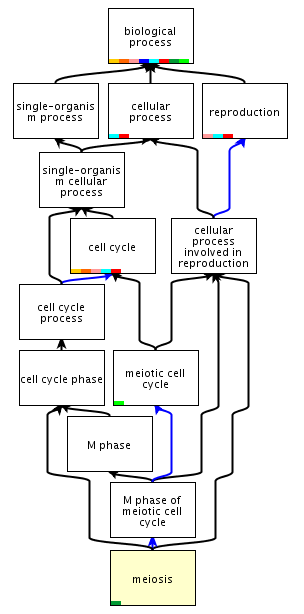 biological
process
single-organis
m process
cellular
process
reproduction
single-organis
m cellular
process
cell cycle
cellular
process
involved in
reproduction
cell cycle
process
cell cycle phase
meiotic cell
cycle
M phase
M phase of
meiotic cell
cycle
meiosis